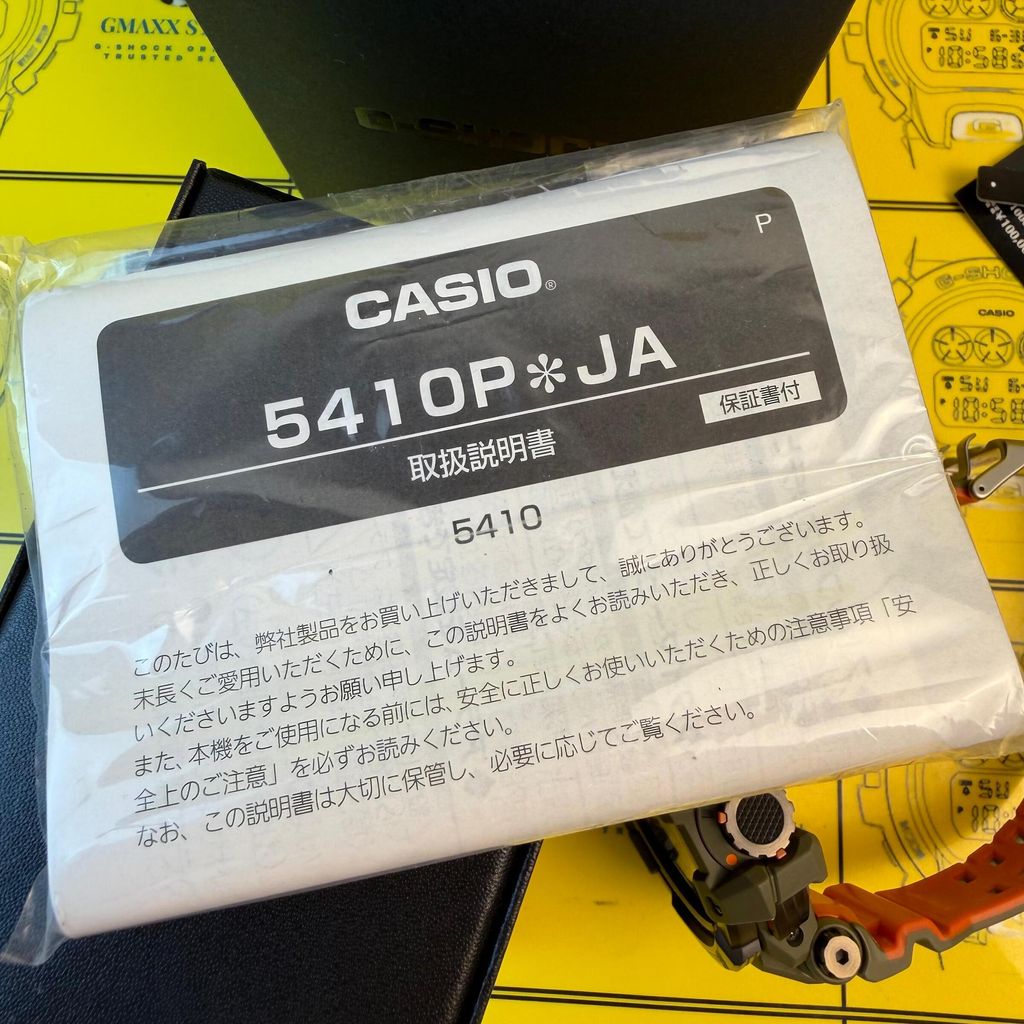 GMAXX
G-SHOCK
TRUSTED
G-SHOCK
P
CASIO®
5410P*JA
保証書付
取扱説明書
5410
このたびは、弊社製品をお買い上げいただきまして、誠にありがとうございます。
末長くご愛用いただくために、この説明書をよくお読みいただき、正しくお取り扱
いくださいますようお願い申し上げます。
また、本機をご使用になる前には、安全に正しくお使いいただくための注意事項「安
全上のご注意」を必ずお読みください。
なお、この説明書は大切に保管し、必要に応じてご覧ください。
CASIO